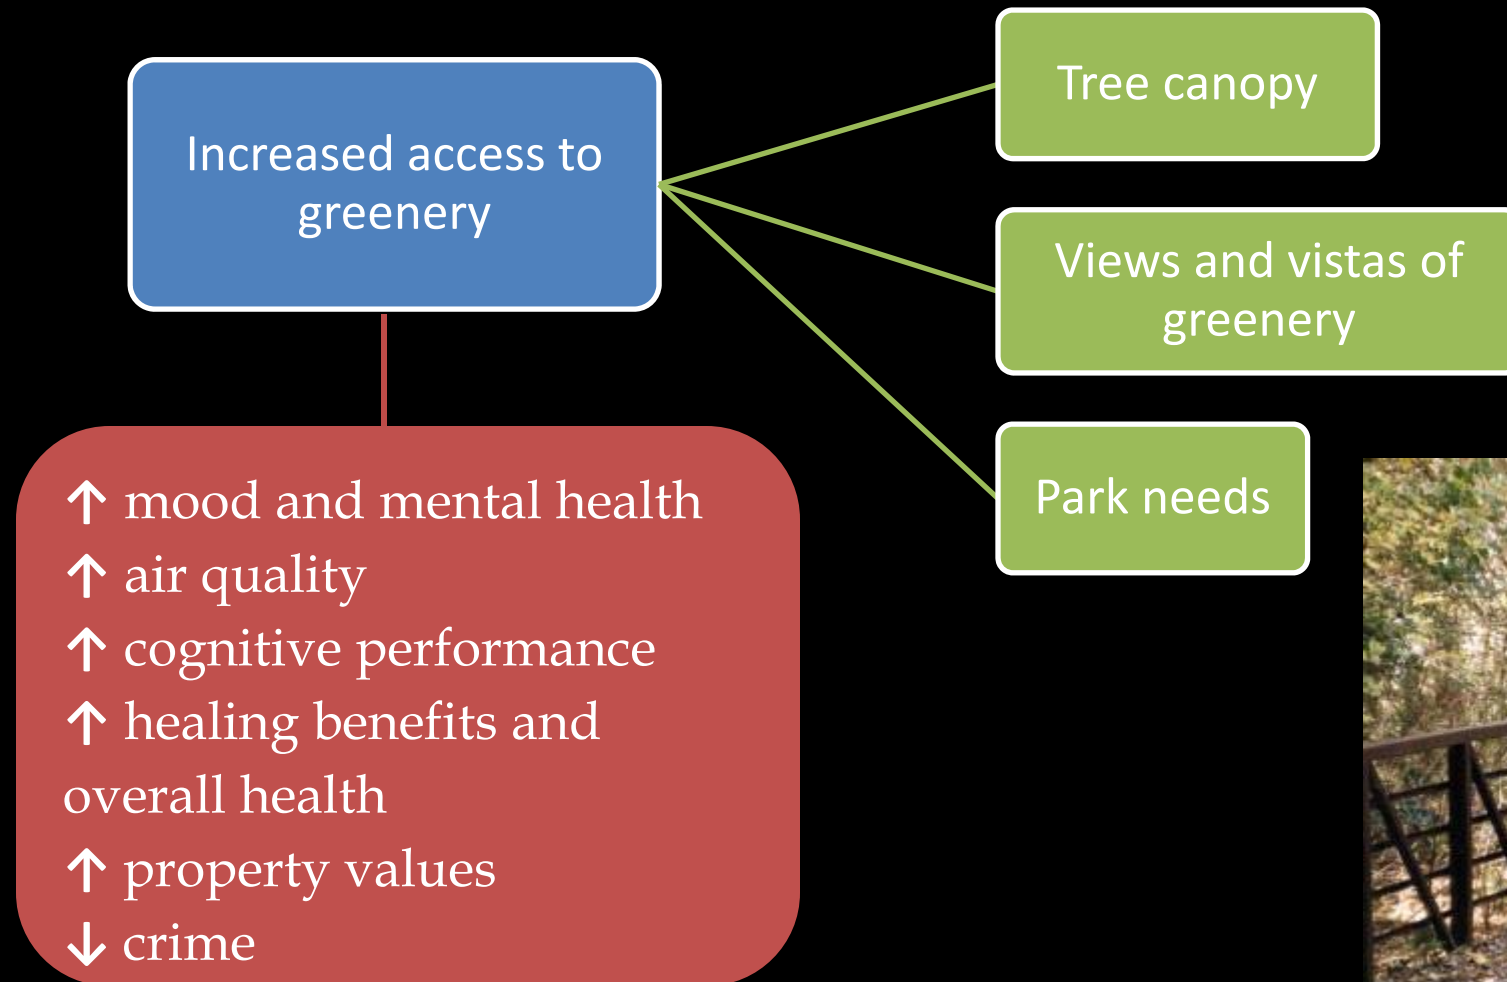 Increased access to
greenery
Tree canopy
Views and vistas of
greenery
Park needs
↑ mood and mental health
↑ air quality
↑ cognitive performance
↑ healing benefits and
overall health
↑ property values
↓ crime